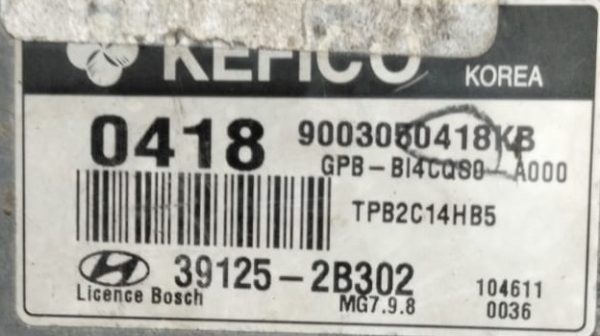 KEFICO KOREA
0418 9003050418KB
GPB-BI4CQS0-A000
TPB2C14HB5
39125-2B302 104611
Licence Bosch MG7.9.8 0036